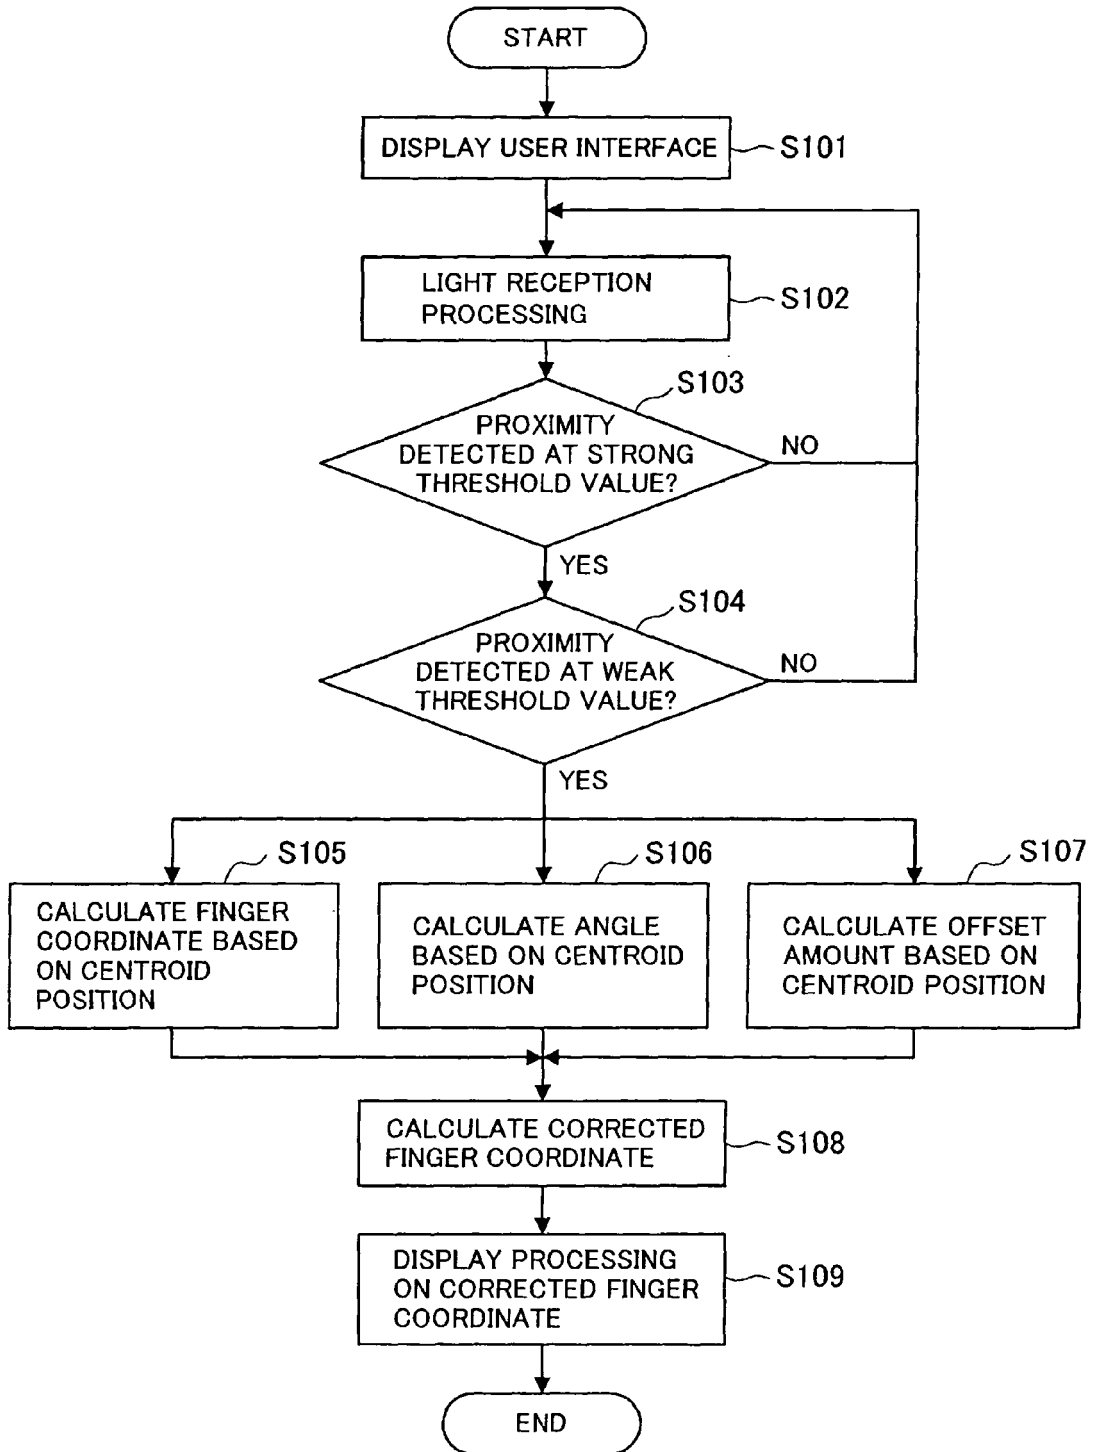 START
DISPLAY USER INTERFACE
S101
LIGHT RECEPTION
PROCESSING
S102
S103
PROXIMITY
DETECTED AT STRONG
THRESHOLD VALUE?
NO
YES
S104
PROXIMITY
DETECTED AT WEAK
THRESHOLD VALUE?
NO
YES
S105
CALCULATE FINGER
COORDINATE BASED
ON CENTROID
POSITION
S106
CALCULATE ANGLE
BASED ON CENTROID
POSITION
S107
CALCULATE OFFSET
AMOUNT BASED ON
CENTROID POSITION
CALCULATE CORRECTED
FINGER COORDINATE
S108
DISPLAY PROCESSING
ON CORRECTED FINGER
COORDINATE
S109
END